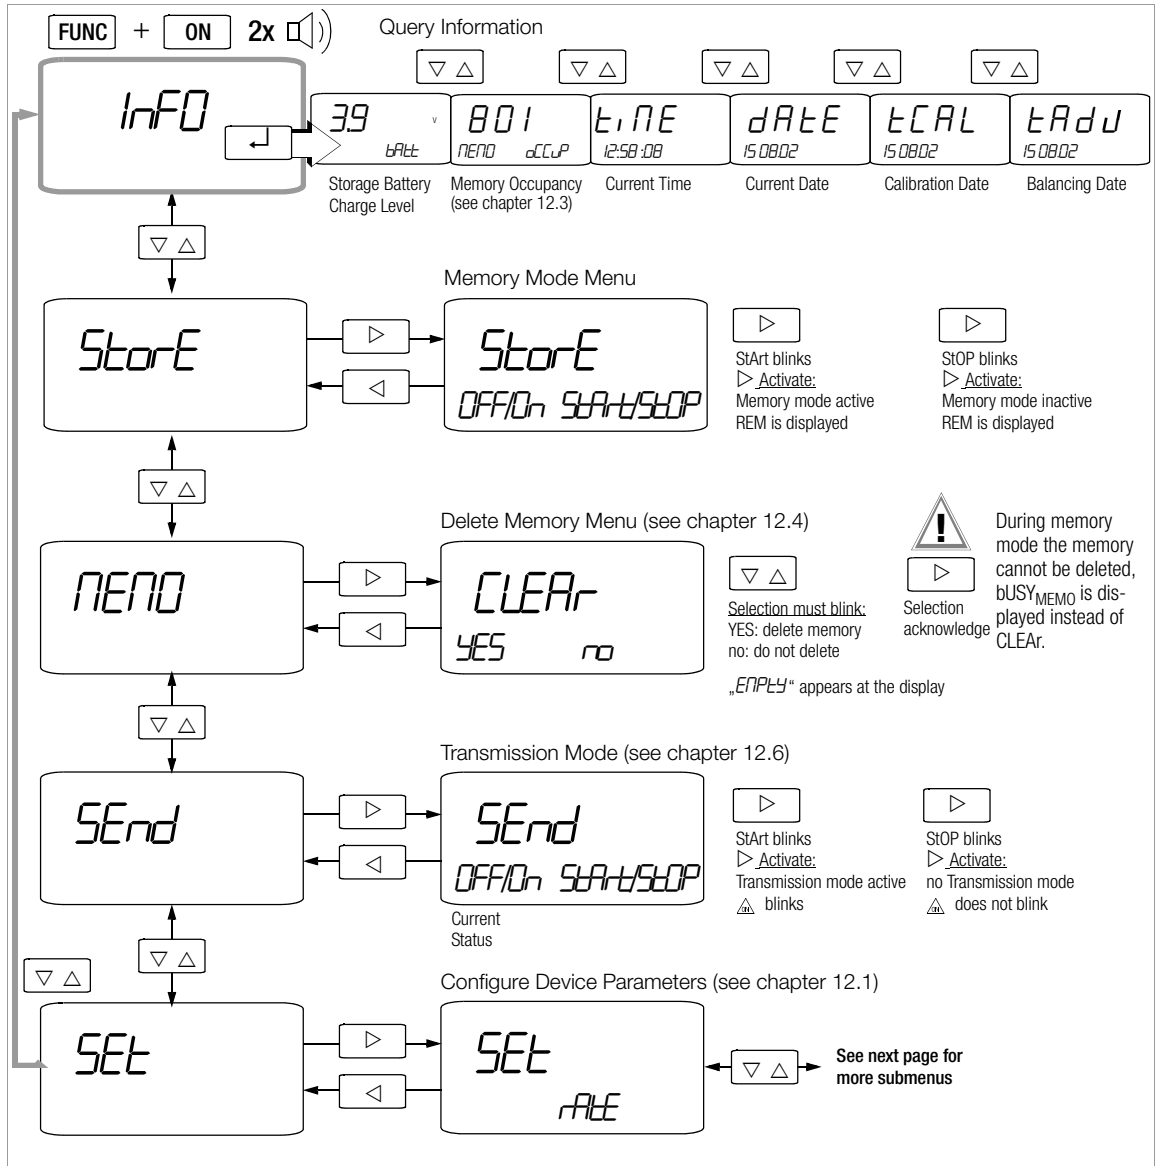 FUNC + ON 2x
Query Information
▽ △ ▽ △ ▽ △ ▽ △ ▽ △
InFO
3.9 V
bAtt
801
MEMO oCCuP
tiME
12:58:08
dAtE
15.08.02
tCAL
15.08.02
tAdJ
15.08.02
Storage Battery
Charge Level
Memory Occupancy
(see chapter 12.3)
Current Time
Current Date
Calibration Date
Balancing Date
▽ △
Memory Mode Menu
StorE
▷
◁
StorE
OFF/On StArt/StOP
▷
StArt blinks
▷ Activate:
Memory mode active
REM is displayed
▷
StOP blinks
▷ Activate:
Memory mode inactive
REM is displayed
▽ △
Delete Memory Menu (see chapter 12.4)
MEMO
▷
◁
CLEAr
YES no
▽ △
Selection must blink:
YES: delete memory
no: do not delete
„EMPtY“ appears at the display
!
▷
Selection
acknowledge
During memory
mode the memory
cannot be deleted,
bUSYMEMO is dis-
played instead of
CLEAr.
▽ △
Transmission Mode (see chapter 12.6)
SEnd
▷
◁
SEnd
OFF/On StArt/StOP
Current
Status
▷
StArt blinks
▷ Activate:
Transmission mode active
ON blinks
▷
StOP blinks
▷ Activate:
no Transmission mode
ON does not blink
▽ △
▽ △
Configure Device Parameters (see chapter 12.1)
SEt
▷
◁
SEt
rAtE
▽ △
See next page for
more submenus